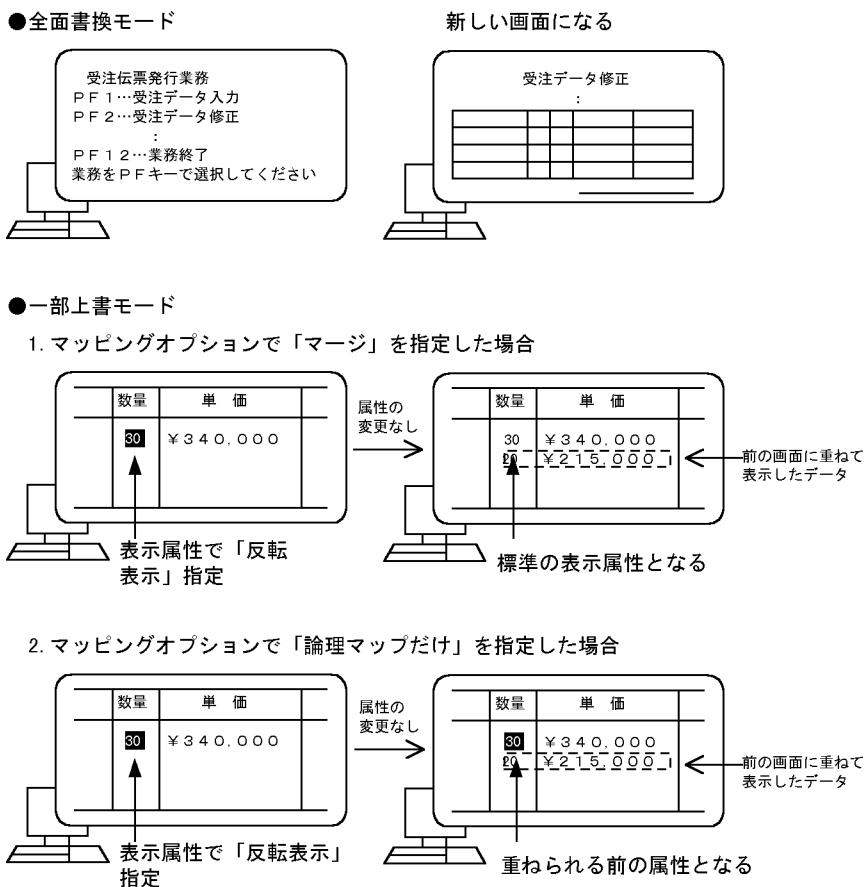 ●全面書換モード
新しい画面になる
受注伝票発行業務
ＰＦ１…受注データ入力
ＰＦ２…受注データ修正
：
ＰＦ１２…業務終了
業務をＰＦキーで選択してください
受注データ修正
：
●一部上書モード
1.マッピングオプションで「マージ」を指定した場合
数量 単　価
30 ￥３４０,０００
属性の
変更なし
数量 単　価
30 ￥３４０,０００
20 ￥２１５,０００
前の画面に重ねて
表示したデータ
表示属性で「反転
表示」指定
標準の表示属性となる
2.マッピングオプションで「論理マップだけ」を指定した場合
数量 単　価
30 ￥３４０,０００
属性の
変更なし
数量 単　価
30 ￥３４０,０００
20 ￥２１５,０００
前の画面に重ねて
表示したデータ
表示属性で「反転表示」
指定
重ねられる前の属性となる